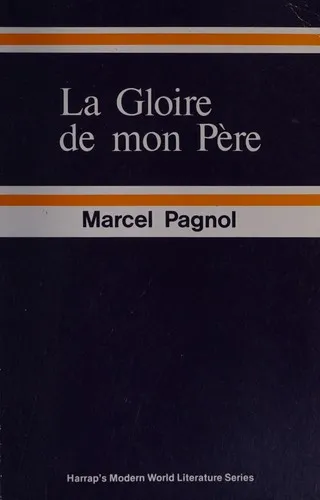 La Gloire
de mon Père
Marcel Pagnol
Harrap's Modern World Literature Series